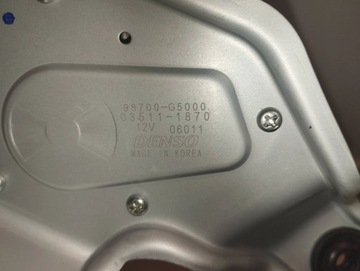 98700-G5000
03511-1870
12V 06011
DENSO
MADE IN KOREA